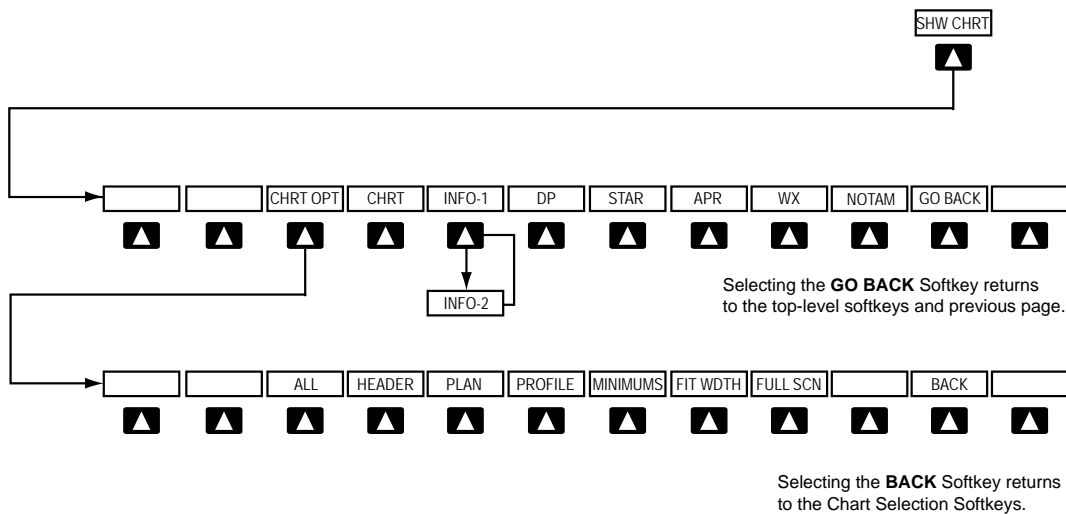 SHW CHRT
CHRT OPT CHRT INFO-1 DP STAR APR WX NOTAM GO BACK
Selecting the GO BACK Softkey returns
to the top-level softkeys and previous page.
INFO-2
ALL HEADER PLAN PROFILE MINIMUMS FIT WDTH FULL SCN BACK
Selecting the BACK Softkey returns
to the Chart Selection Softkeys.